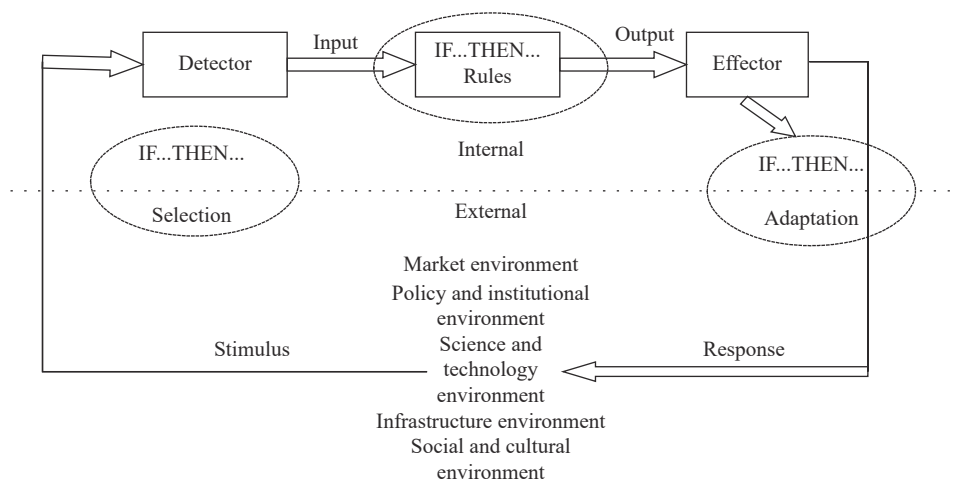 Input
Output
Detector
IF...THEN...
Rules
Effector
IF...THEN...
Selection
Internal
External
IF...THEN...
Adaptation
Market environment
Policy and institutional
environment
Science and
technology
environment
Infrastructure environment
Social and cultural
environment
Stimulus
Response